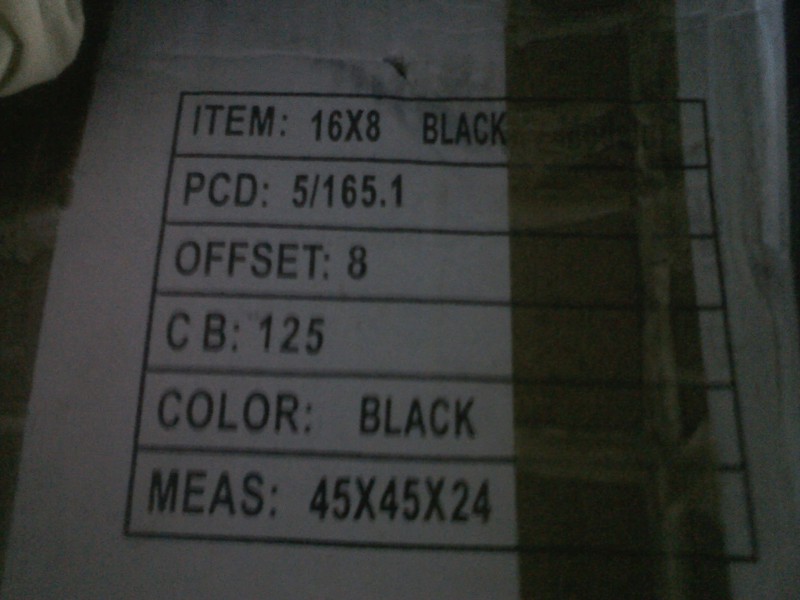 ITEM: 16X8 BLACK
PCD: 5/165.1
OFFSET: 8
C B: 125
COLOR: BLACK
MEAS: 45X45X24